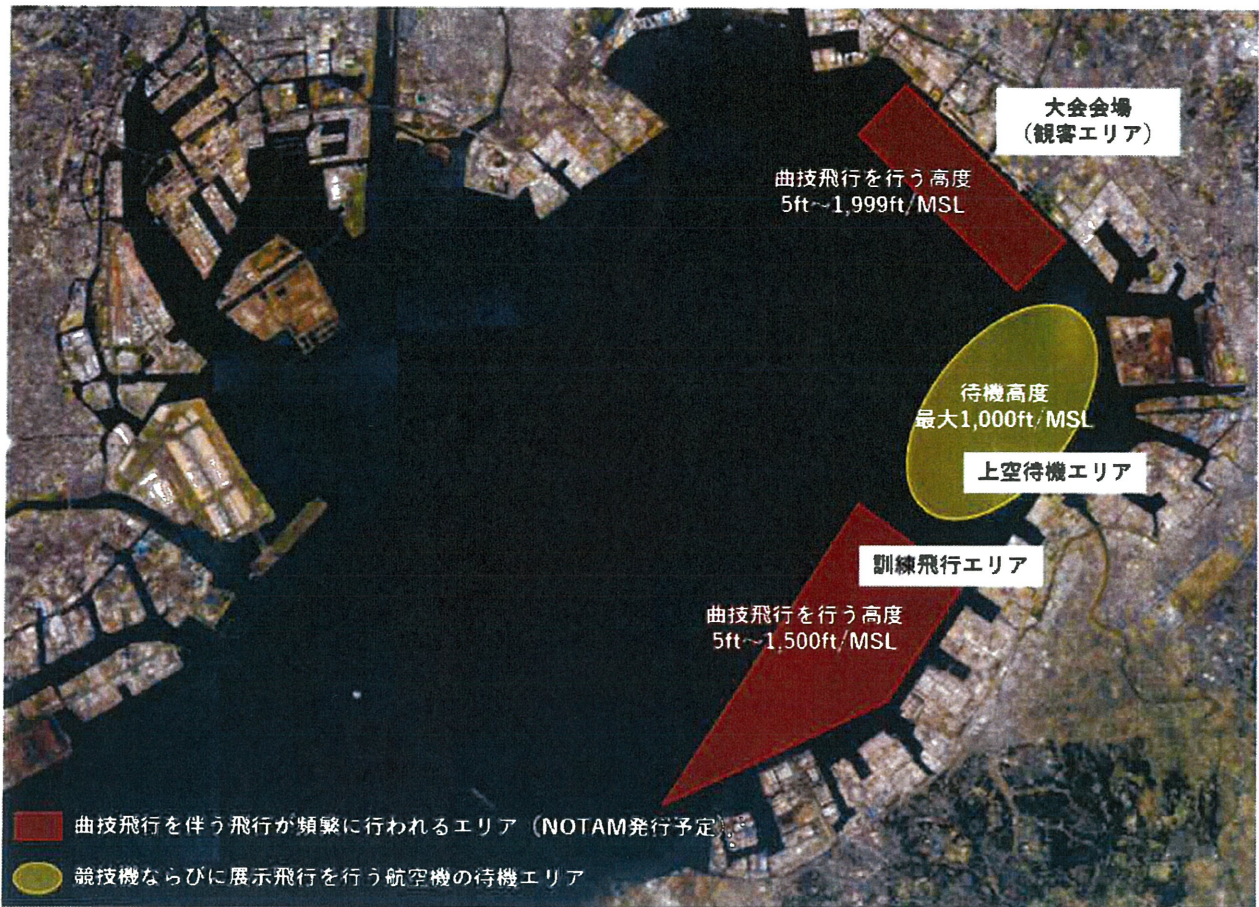 大会会場
(観客エリア)
曲技飛行を行う高度
5ft~1,999ft/MSL
待機高度
最大1,000ft/MSL
上空待機エリア
訓練飛行エリア
曲技飛行を行う高度
5ft~1,500ft/MSL
曲技飛行を伴う飛行が頻繁に行われるエリア（NOTAM発行予定）
競技機ならびに展示飛行を行う航空機の待機エリア